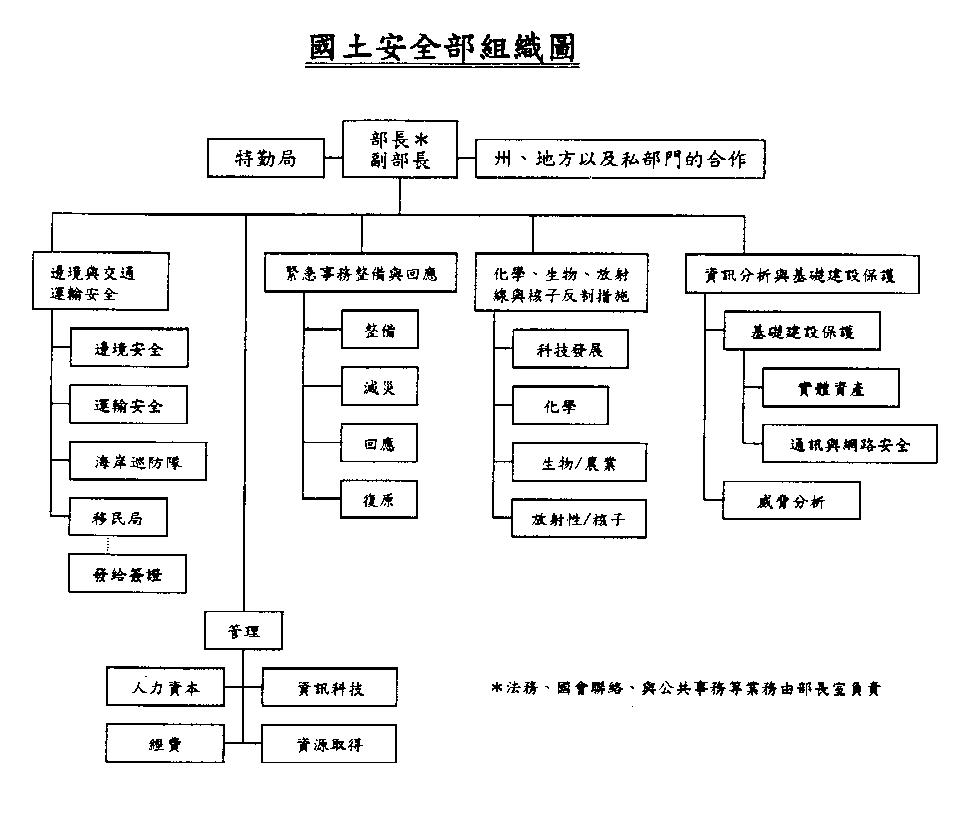 國土安全部組織圖
特勤局
部長*
副部長
州、地方以及私部門的合作
邊境與交通
運輸安全
邊境安全
運輸安全
海岸巡防隊
移民局
發給簽證
緊急事務整備與回應
整備
減災
回應
復原
化學、生物、放射
線與核子反制措施
科技發展
化學
生物/農業
放射性/核子
資訊分析與基礎建設保護
基礎建設保護
實體資產
通訊與網路安全
威脅分析
管理
人力資本
資訊科技
經費
資源取得
*法務、國會聯絡、與公共事務等業務由部長室負責